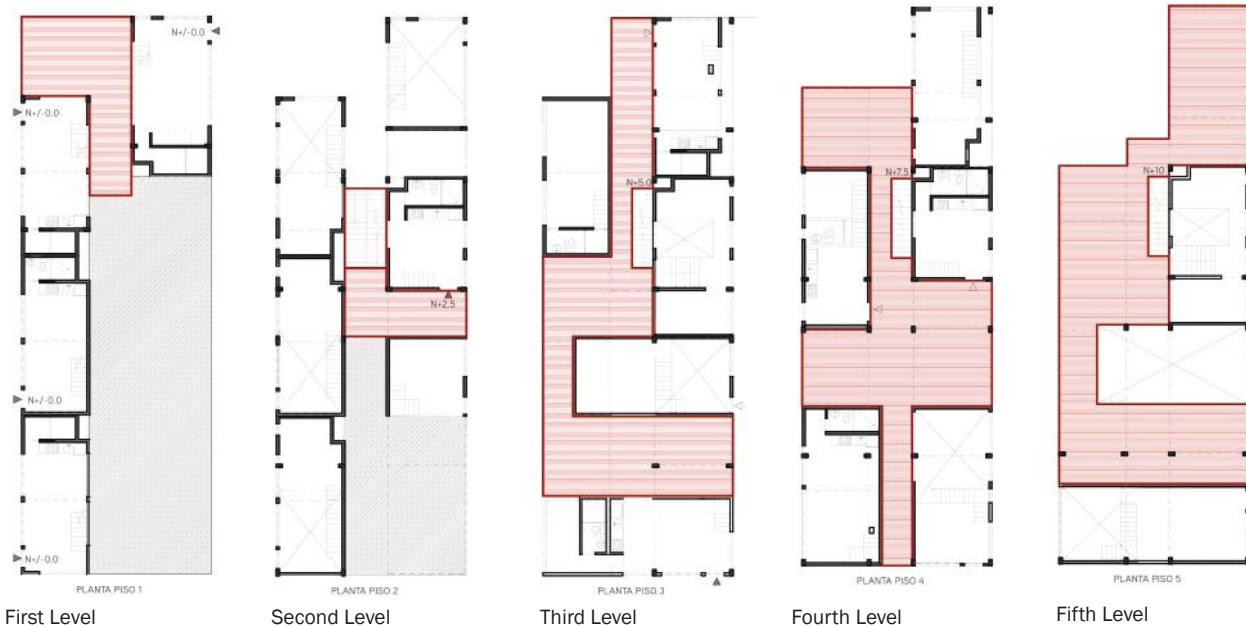 N+/-0.0
N+/-0.0
N+/-0.0
N+/-0.0
PLANTA PISO 1
First Level
N+2.5
PLANTA PISO 2
Second Level
N+5.0
PLANTA PISO 3
Third Level
N+7.5
PLANTA PISO 4
Fourth Level
N+10
PLANTA PISO 5
Fifth Level